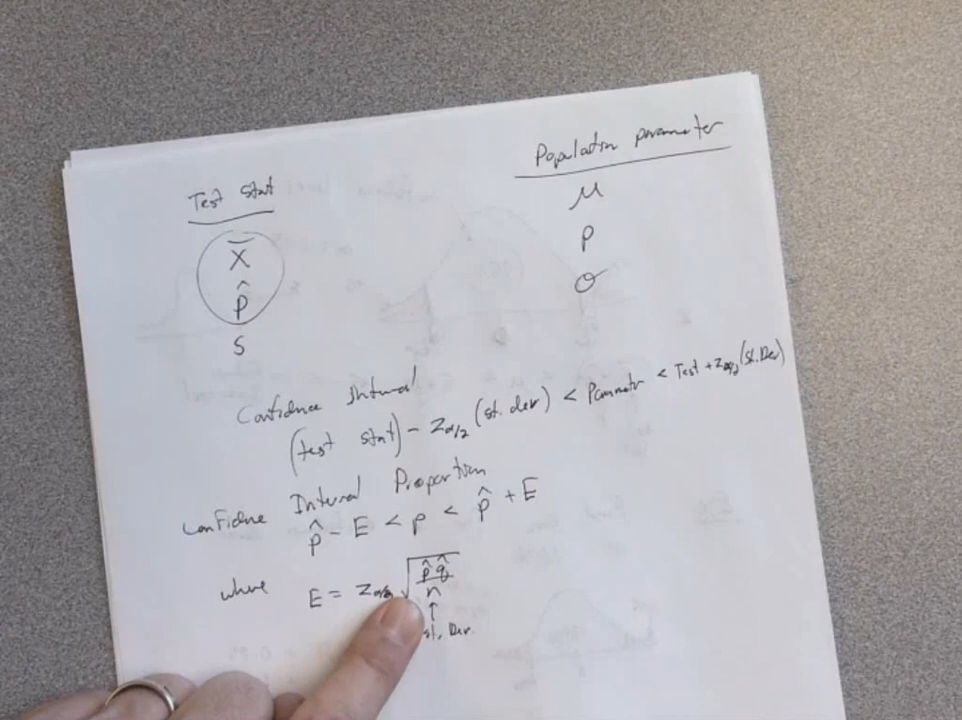 Test stat
Population parameter
x̄
μ
p̂
p
s
σ
Confidence Interval
(test stat) - Zα/2 (st. dev) < Parameter < Test + Zα/2 (St. Dev)
Confidence Interval Proportion
p̂ - E < p < p̂ + E
where E = Zα/2 √(p̂q̂/n)
↑
st. Dev.